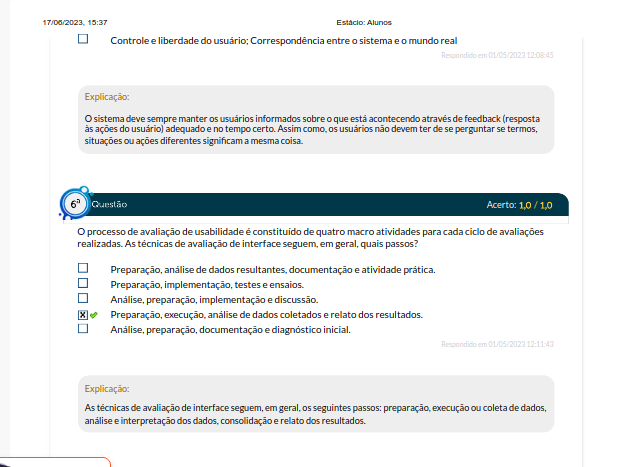 17/06/2023, 15:37
Estácio: Alunos
Controle e liberdade do usuário; Correspondência entre o sistema e o mundo real
Respondido em 01/05/2023 12:08:45
Explicação:
O sistema deve sempre manter os usuários informados sobre o que está acontecendo através de feedback (resposta
às ações do usuário) adequado e no tempo certo. Assim como, os usuários não devem ter de se perguntar se termos,
situações ou ações diferentes significam a mesma coisa.
6ª Questão
Acerto: 1,0 / 1,0
O processo de avaliação de usabilidade é constituído de quatro macro atividades para cada ciclo de avaliações
realizadas. As técnicas de avaliação de interface seguem, em geral, quais passos?
Preparação, análise de dados resultantes, documentação e atividade prática.
Preparação, implementação, testes e ensaios.
Análise, preparação, implementação e discussão.
Preparação, execução, análise de dados coletados e relato dos resultados.
Análise, preparação, documentação e diagnóstico inicial.
Respondido em 01/05/2023 12:11:43
Explicação:
As técnicas de avaliação de interface seguem, em geral, os seguintes passos: preparação, execução ou coleta de dados,
análise e interpretação dos dados, consolidação e relato dos resultados.